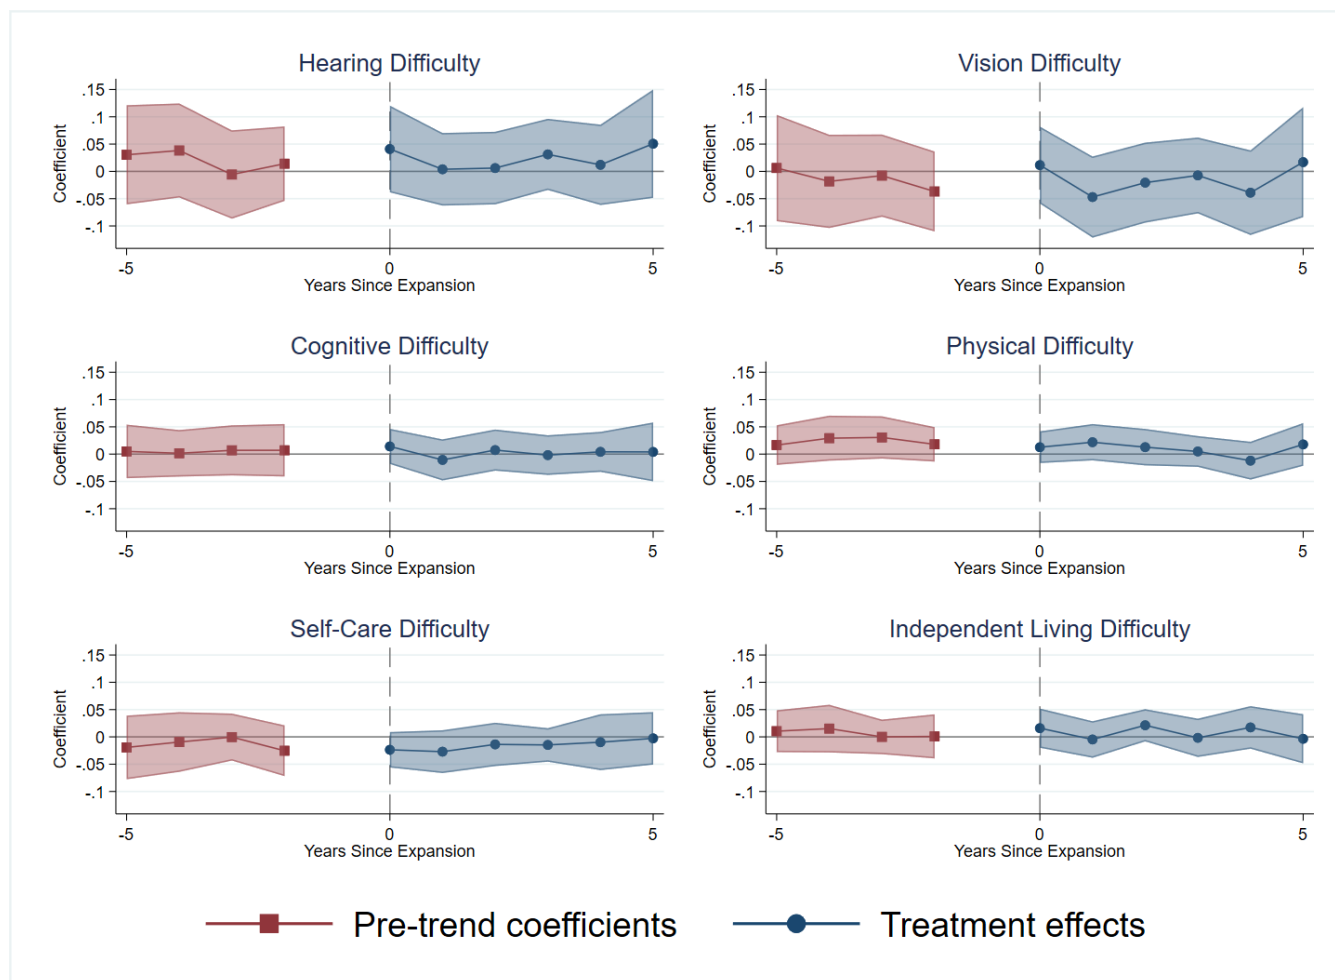 Hearing Difficulty
Coefficient
.15
.1
.05
0
-.05
-.1
-5
0
5
Years Since Expansion
Vision Difficulty
Coefficient
.15
.1
.05
0
-.05
-.1
-5
0
5
Years Since Expansion
Cognitive Difficulty
Coefficient
.15
.1
.05
0
-.05
-.1
-5
0
5
Years Since Expansion
Physical Difficulty
Coefficient
.15
.1
.05
0
-.05
-.1
-5
0
5
Years Since Expansion
Self-Care Difficulty
Coefficient
.15
.1
.05
0
-.05
-.1
-5
0
5
Years Since Expansion
Independent Living Difficulty
Coefficient
.15
.1
.05
0
-.05
-.1
-5
0
5
Years Since Expansion
Pre-trend coefficients
Treatment effects